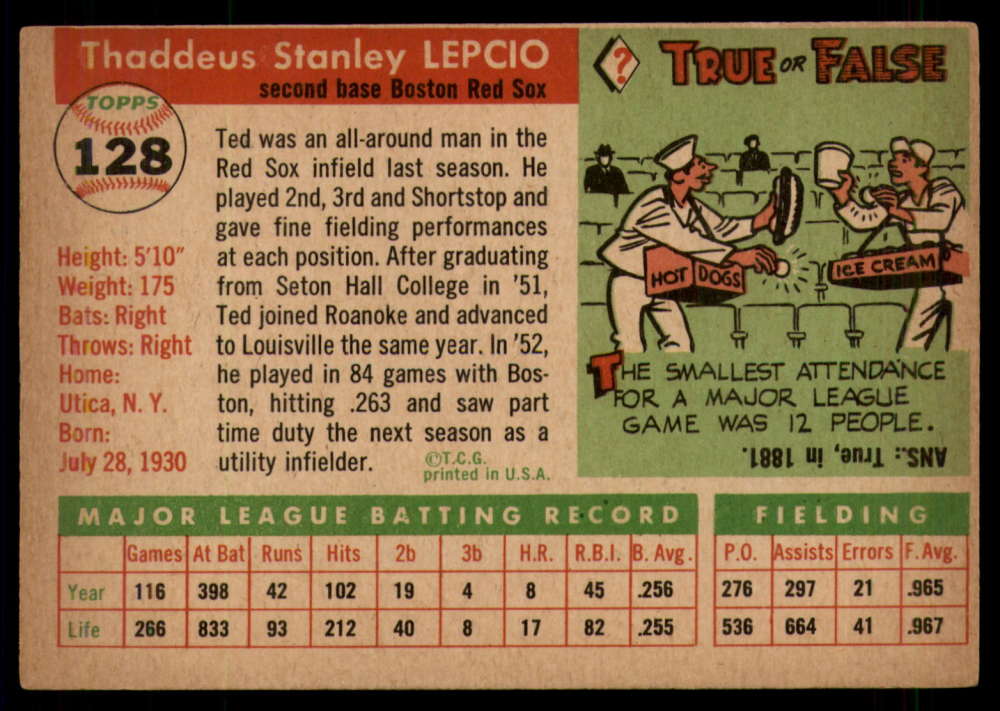 Thaddeus Stanley LEPCIO
second base Boston Red Sox
TOPPS
128
Height: 5'10"
Weight: 175
Bats: Right
Throws: Right
Home:
Utica, N. Y.
Born:
July 28, 1930
Ted was an all-around man in the
Red Sox infield last season. He
played 2nd, 3rd and Shortstop and
gave fine fielding performances
at each position. After graduating
from Seton Hall College in '51,
Ted joined Roanoke and advanced
to Louisville the same year. In '52,
he played in 84 games with Bos-
ton, hitting .263 and saw part
time duty the next season as a
utility infielder.
©T.C.G.
printed in U.S.A.
? TRUE OR FALSE
HOT DOGS
ICE CREAM
THE SMALLEST ATTENDANCE
FOR A MAJOR LEAGUE
GAME WAS 12 PEOPLE.
ANS.: True, in 1881.
MAJOR LEAGUE BATTING RECORD
Games At Bat Runs Hits 2b 3b H.R. R.B.I. B. Avg.
Year 116 398 42 102 19 4 8 45 .256
Life 266 833 93 212 40 8 17 82 .255
FIELDING
P.O. Assists Errors F. Avg.
276 297 21 .965
536 664 41 .967